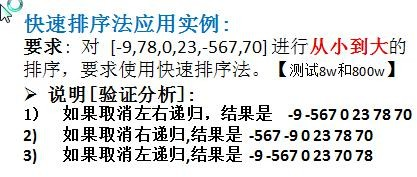 快速排序法应用实例:
要求: 对 [-9,78,0,23,-567,70] 进行从小到大的
排序，要求使用快速排序法。【测试8w和800w】
➢ 说明[验证分析]:
1) 如果取消左右递归，结果是 -9 -567 0 23 78 70
2) 如果取消右递归,结果是 -567 -9 0 23 78 70
3) 如果取消左递归,结果是 -9 -567 0 23 70 78